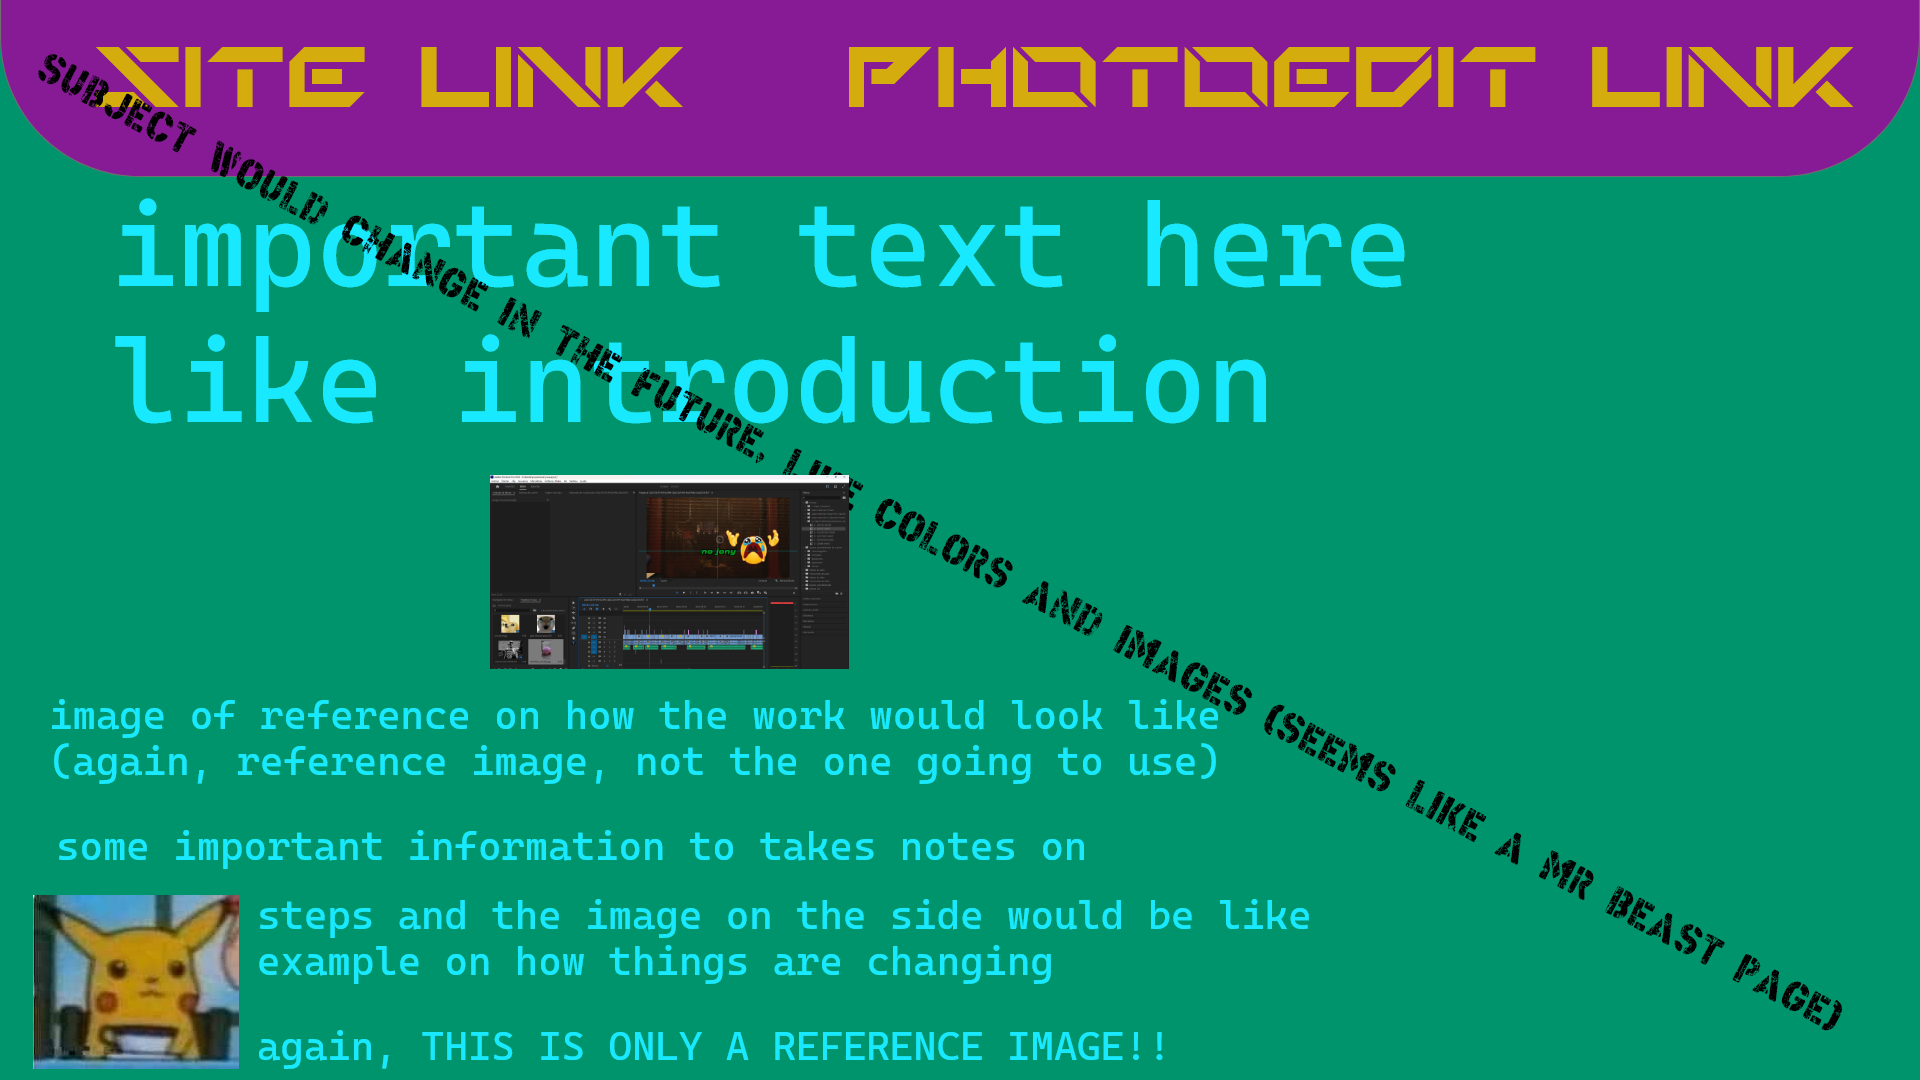 SITE LINK PHOTOEDIT LINK
SUBJECT WOULD CHANGE IN THE FUTURE, LIKE COLORS AND IMAGES (SEEMS LIKE A MR BEAST PAGE)
important text here
like introduction
no jony
image of reference on how the work would look like
(again, reference image, not the one going to use)
some important information to takes notes on
steps and the image on the side would be like
example on how things are changing
again, THIS IS ONLY A REFERENCE IMAGE!!